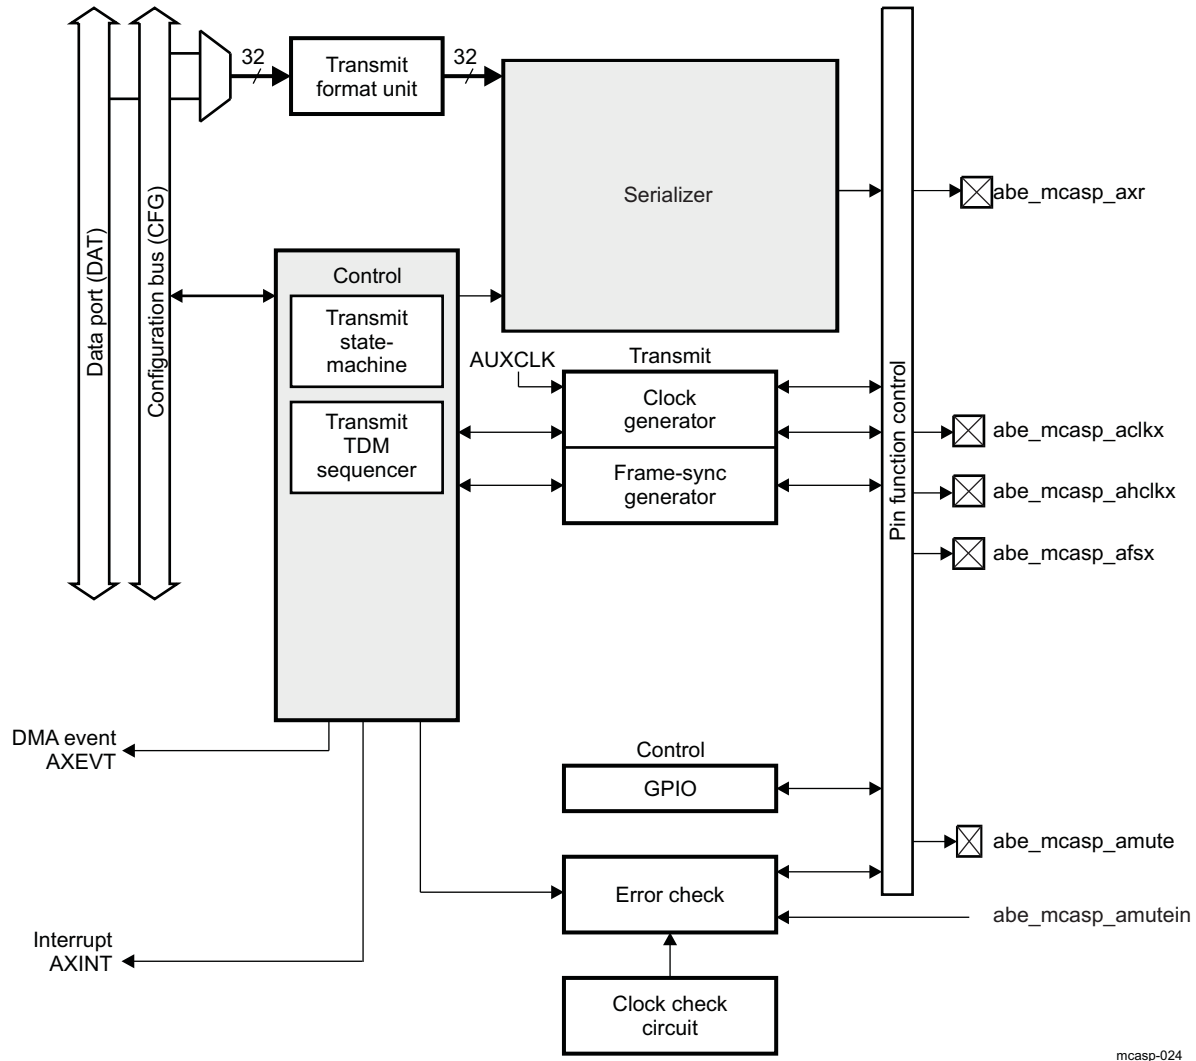 32
32
Transmit
format unit
Serializer
abe_mcasp_axr
Data port (DAT)
Configuration bus (CFG)
Control
Transmit
state-
machine
Transmit
TDM
sequencer
AUXCLK
Transmit
Clock
generator
Frame-sync
generator
Pin function control
abe_mcasp_aclkx
abe_mcasp_ahclkx
abe_mcasp_afsx
DMA event
AXEVT
Control
GPIO
abe_mcasp_amute
Error check
abe_mcasp_amutein
Interrupt
AXINT
Clock check
circuit
mcasp-024